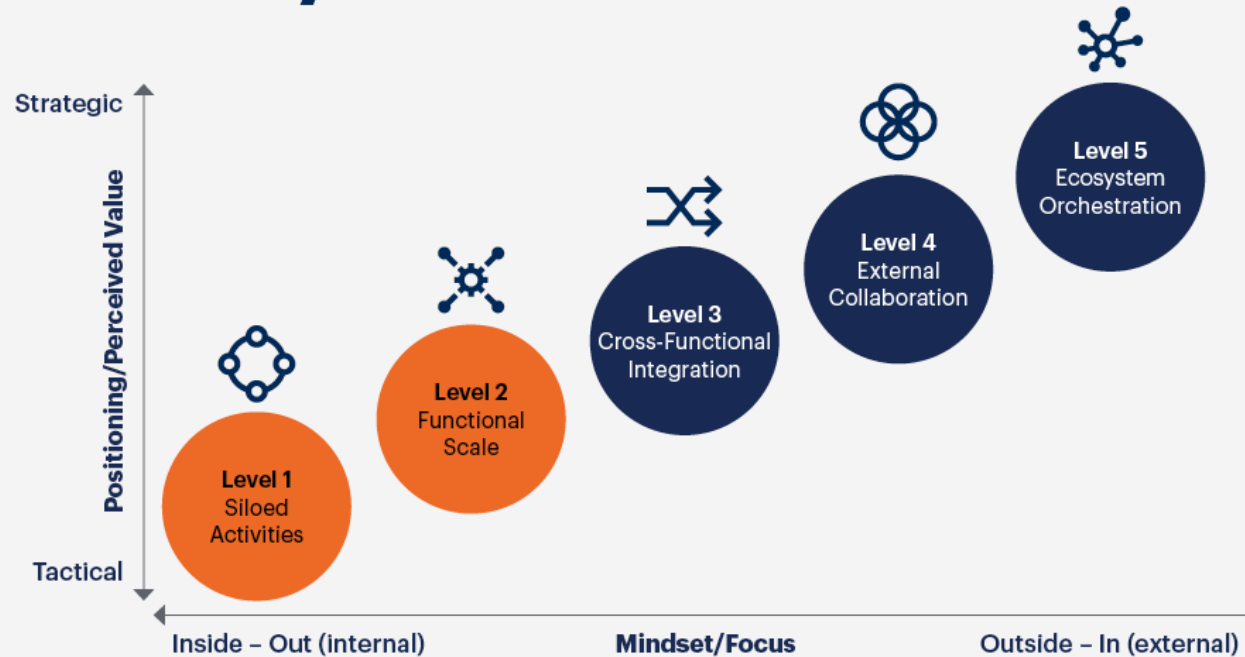 Strategic
Positioning/Perceived Value
Tactical
Level 1
Siloed
Activities
Level 2
Functional
Scale
Level 3
Cross-Functional
Integration
Level 4
External
Collaboration
Level 5
Ecosystem
Orchestration
Inside – Out (internal)
Mindset/Focus
Outside – In (external)